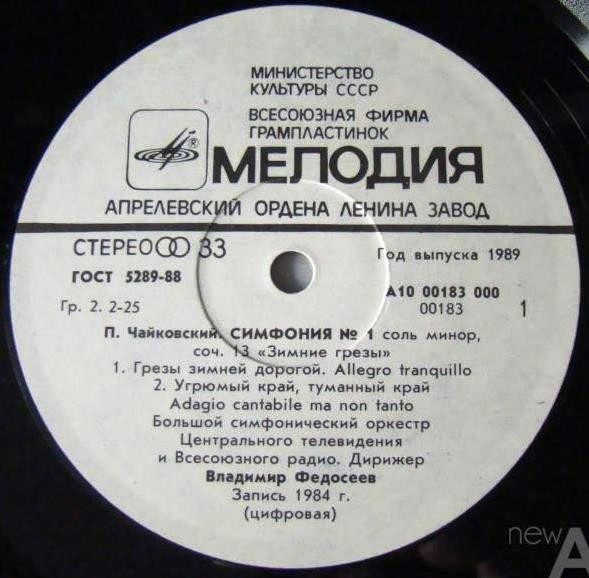 МИНИСТЕРСТВО
КУЛЬТУРЫ СССР
ВСЕСОЮЗНАЯ ФИРМА
ГРАМПЛАСТИНОК
®
МЕЛОДИЯ
АПРЕЛЕВСКИЙ ОРДЕНА ЛЕНИНА ЗАВОД
СТЕРЕО 33
Год выпуска 1989
ГОСТ 5289-88
А10 00183 000
Гр. 2. 2-25
00183 1
П. Чайковский. СИМФОНИЯ № 1 соль минор,
соч. 13 «Зимние грезы»
1. Грезы зимней дорогой. Allegro tranquillo
2. Угрюмый край, туманный край
Adagio cantabile ma non tanto
Большой симфонический оркестр
Центрального телевидения
и Всесоюзного радио. Дирижер
Владимир Федосеев
Запись 1984 г.
(цифровая)
new